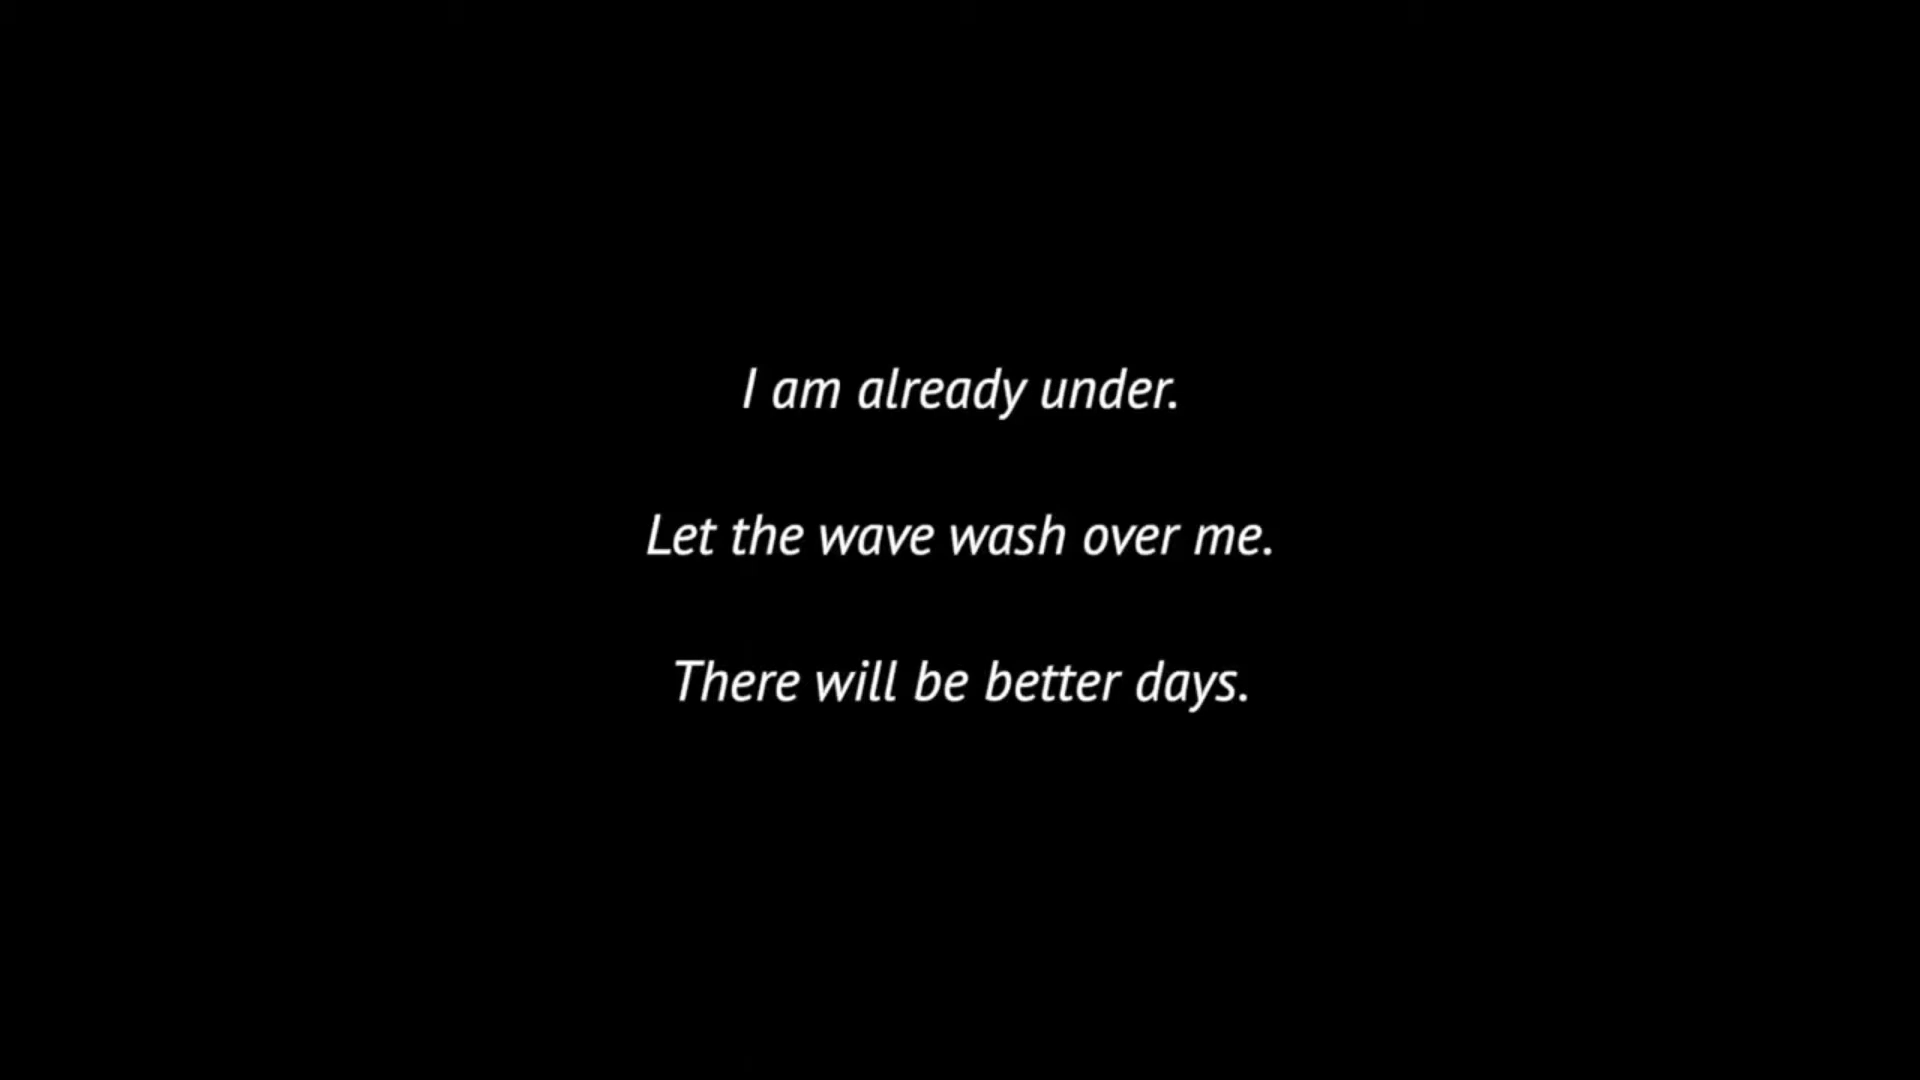 I am already under.
Let the wave wash over me.
There will be better days.